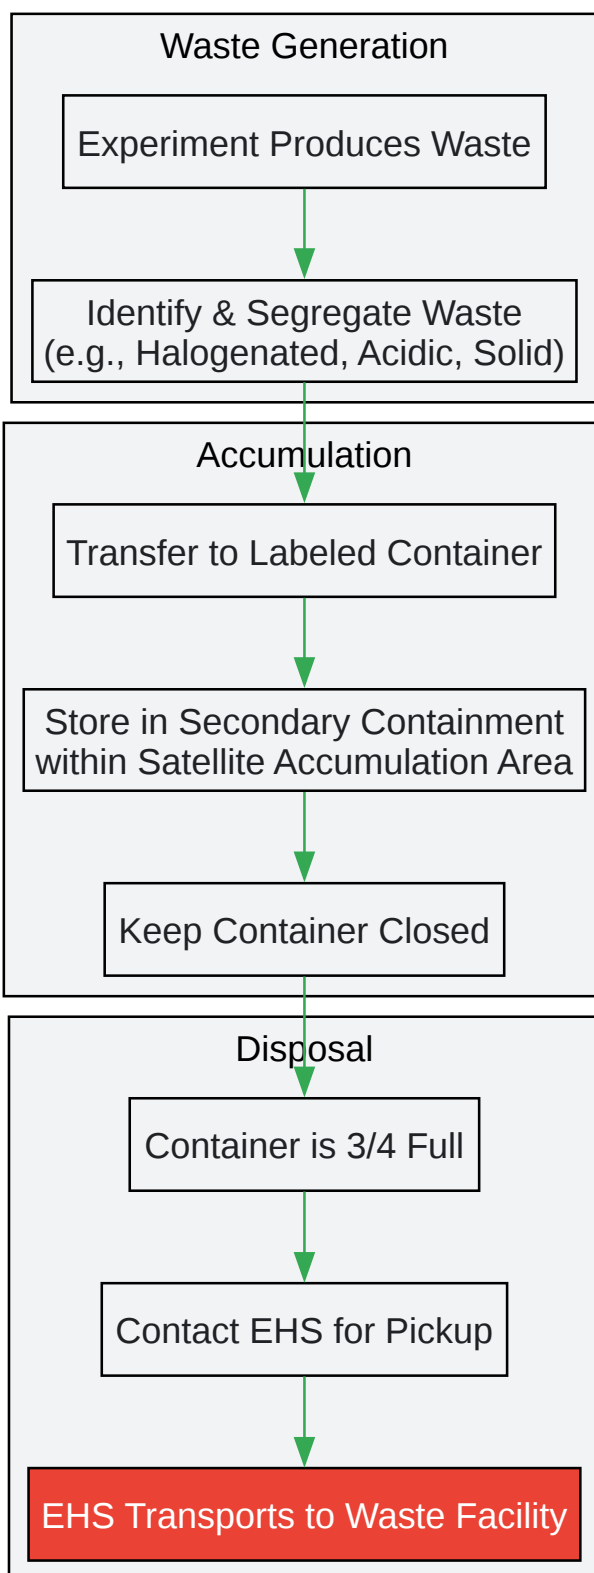 Waste Generation
Experiment Produces Waste
Identify & Segregate Waste
(e.g., Halogenated, Acidic, Solid)
Accumulation
Transfer to Labeled Container
Store in Secondary Containment
within Satellite Accumulation Area
Keep Container Closed
Disposal
Container is 3/4 Full
Contact EHS for Pickup
EHS Transports to Waste Facility